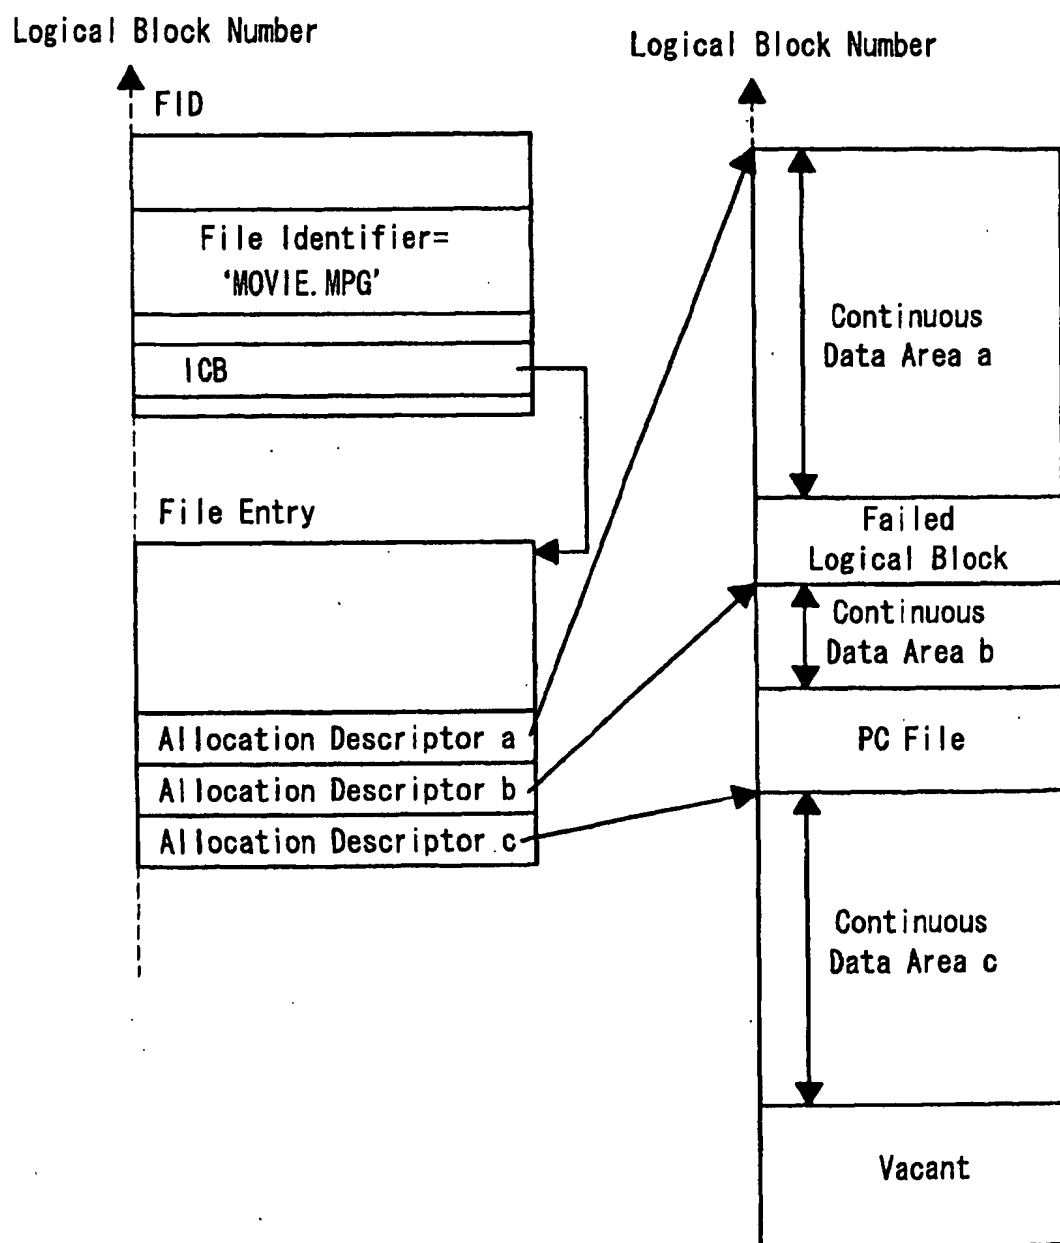 Logical Block Number
FID
File Identifier=
'MOVIE.MPG'
ICB
File Entry
Allocation Descriptor a
Allocation Descriptor b
Allocation Descriptor c
Logical Block Number
Continuous
Data Area a
Failed
Logical Block
Continuous
Data Area b
PC File
Continuous
Data Area c
Vacant